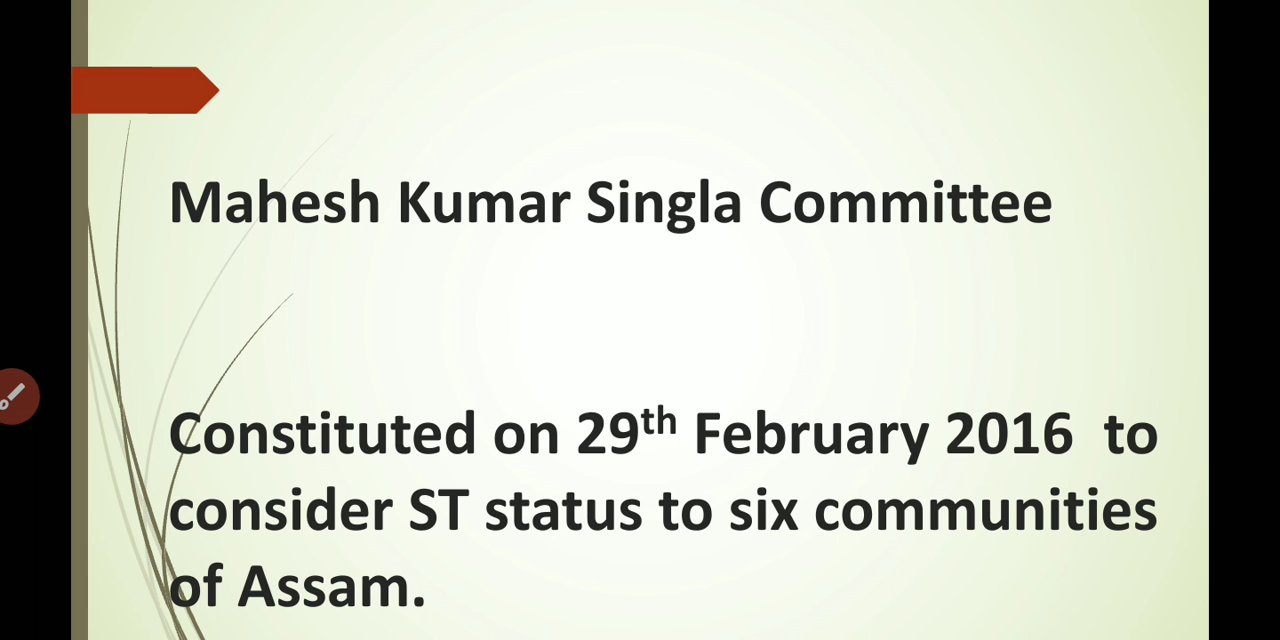 Mahesh Kumar Singla Committee
Constituted on 29th February 2016 to
consider ST status to six communities
of Assam.